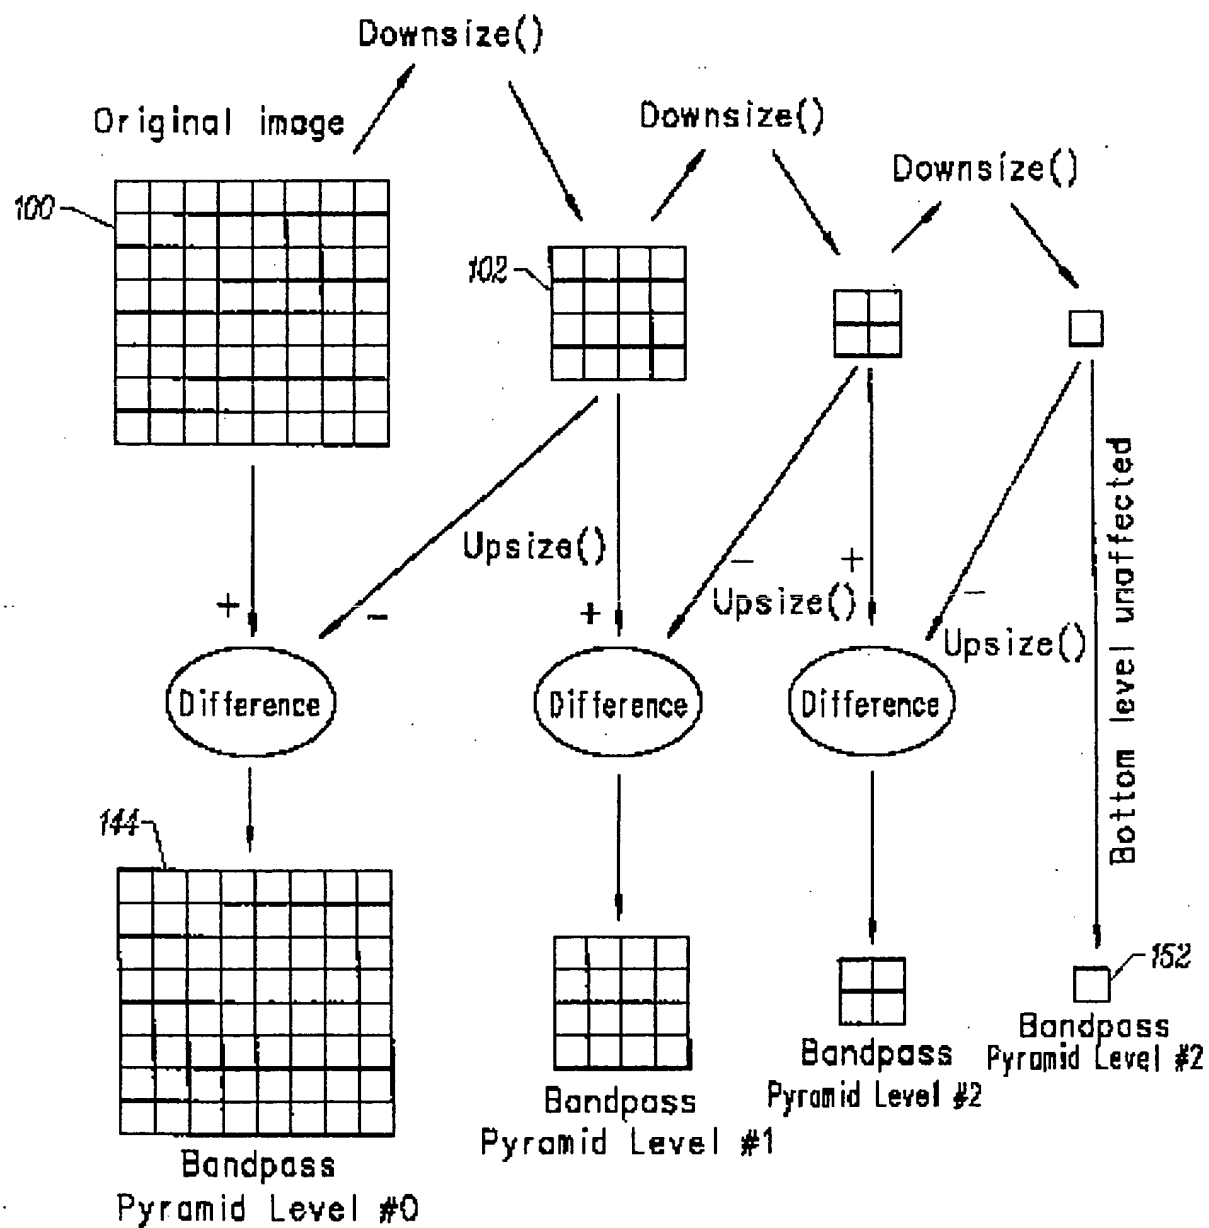 Downsize()
Downsize()
Original image
Downsize()
100
102
Upsize()
-
+
Upsize()
-
Upsize()
+
-
+
Bottom level unaffected
Difference
Difference
Difference
144
152
Bandpass
Pyramid Level #2
Bandpass
Pyramid Level #2
Bandpass
Pyramid Level #1
Bandpass
Pyramid Level #0